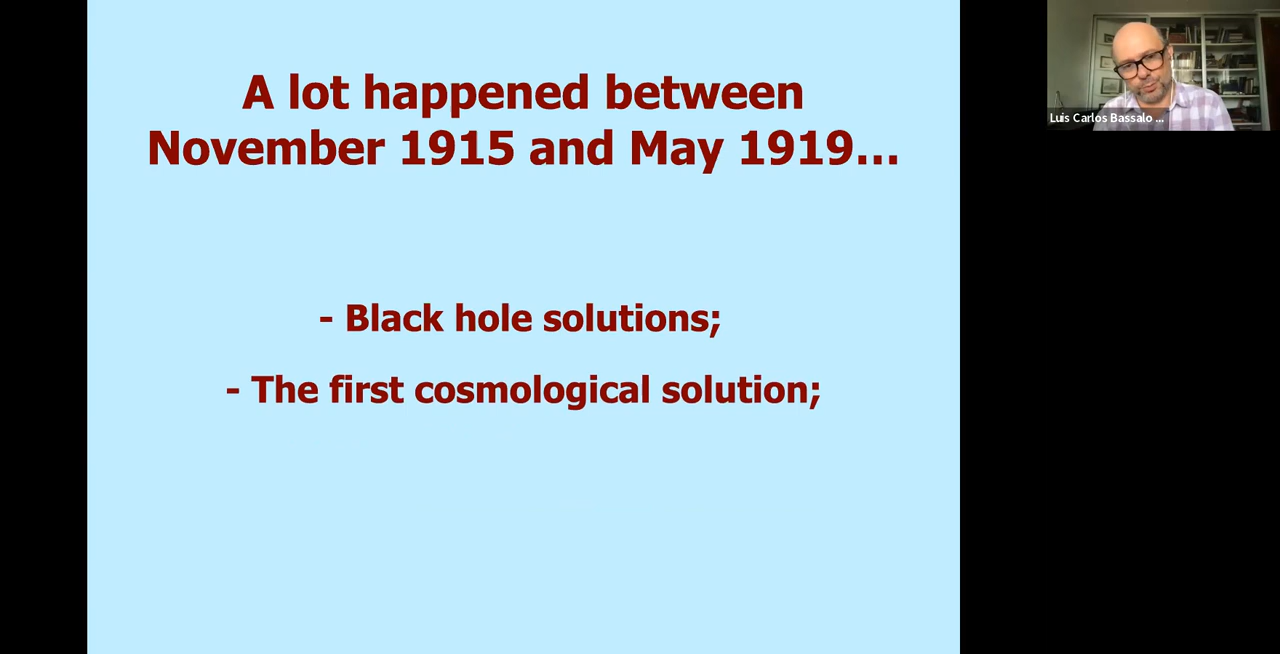 A lot happened between
November 1915 and May 1919...
- Black hole solutions;
- The first cosmological solution;
Luis Carlos Bassalo ...